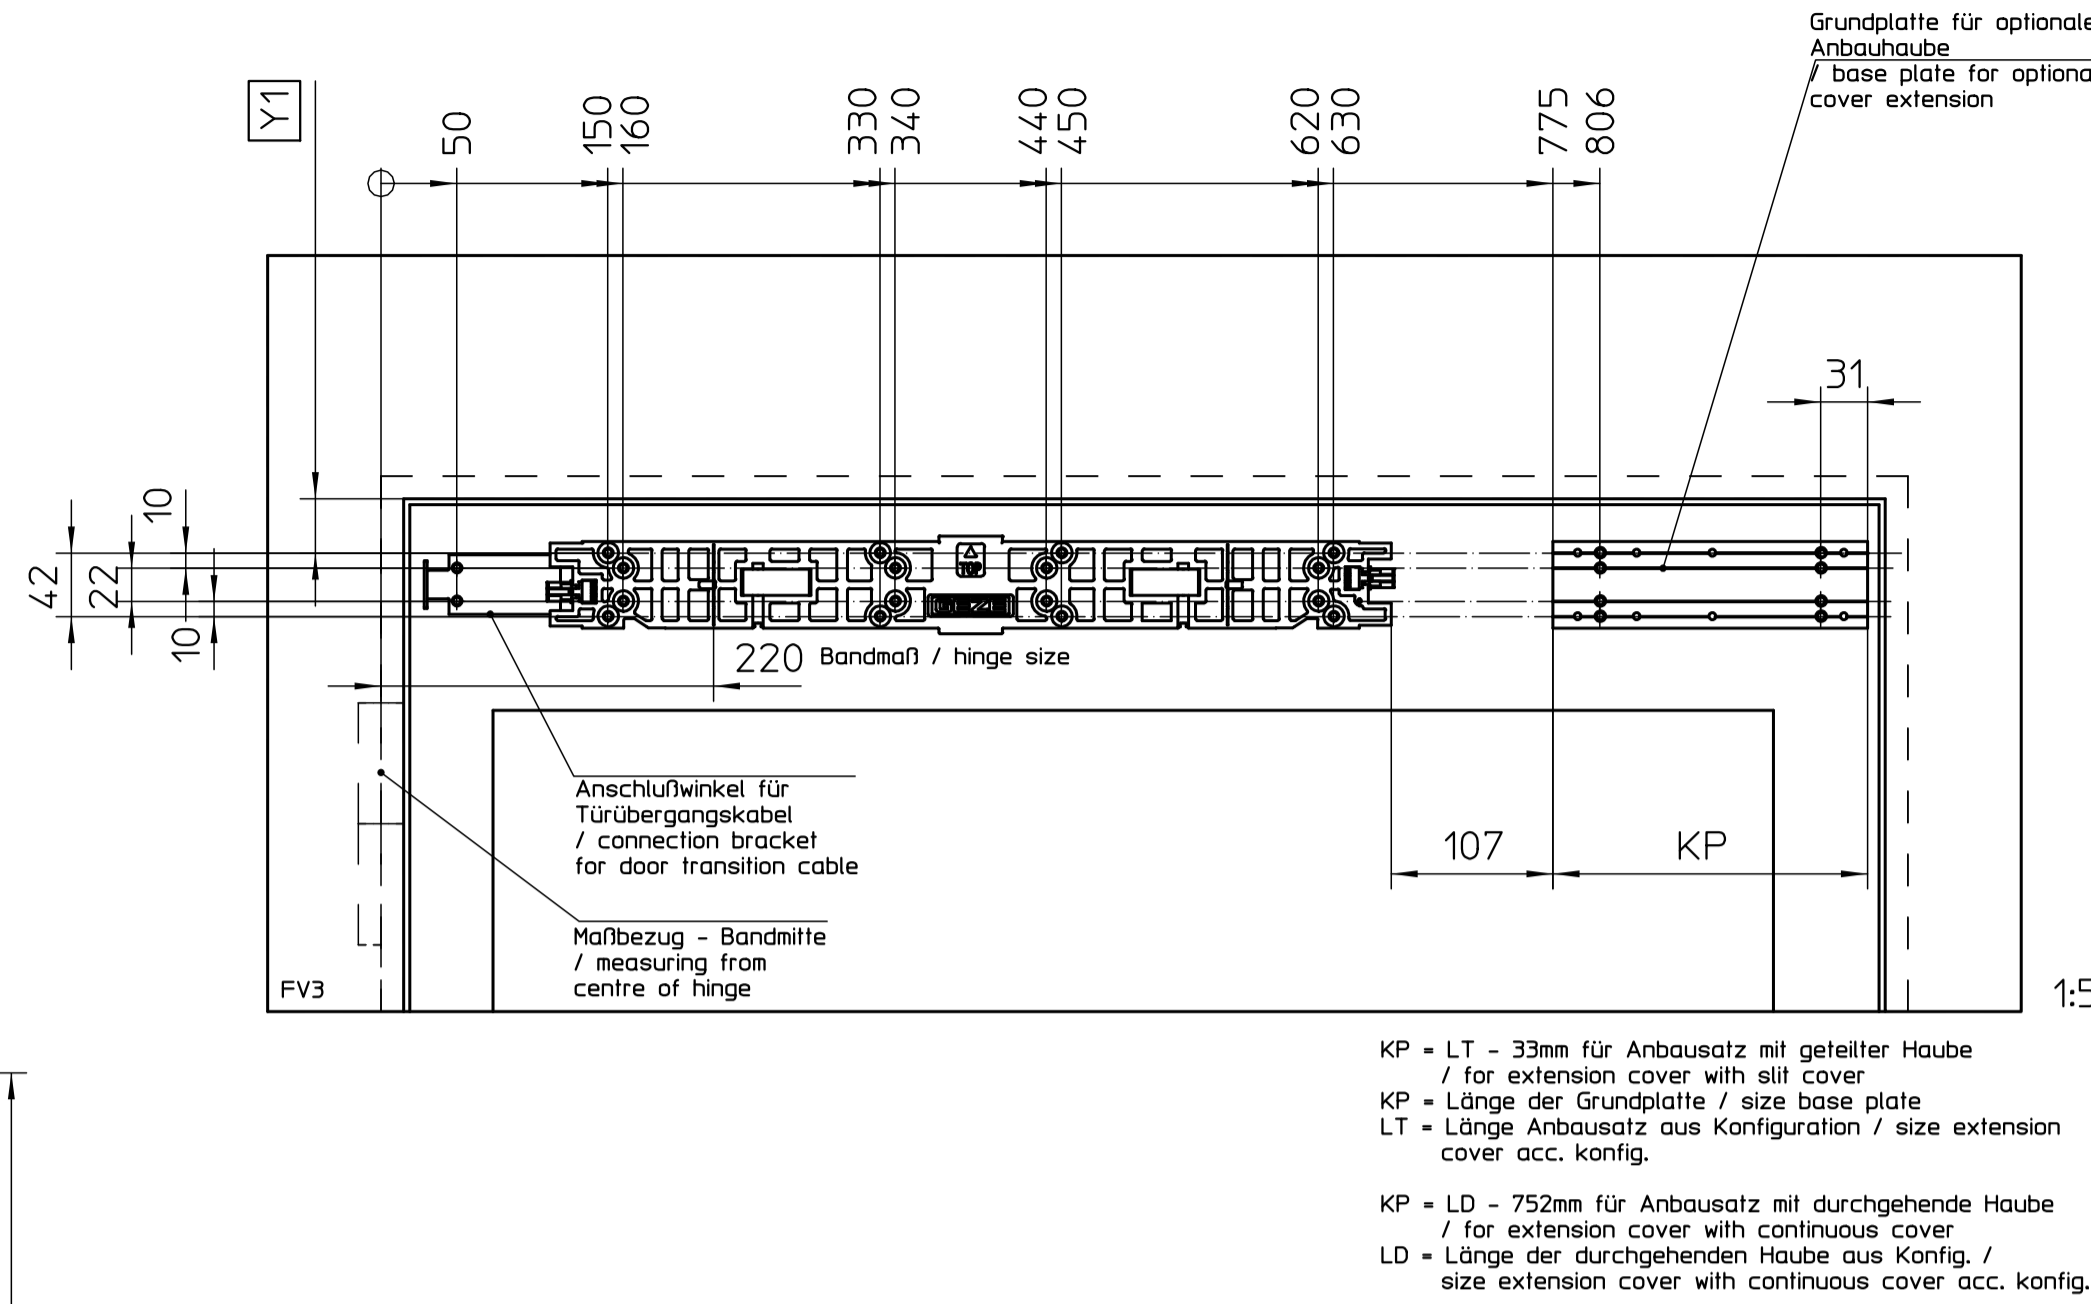 Grundplatte für optionale
Anbauhaube
/ base plate for optiona
cover extension
Y1
50
150
160
330
340
440
450
620
630
775
806
31
10
42
22
10
TOP
GEZE
220 Bandmaß / hinge size
Anschlußwinkel für
Türübergangskabel
/ connection bracket
for door transition cable
107
KP
Maßbezug - Bandmitte
/ measuring from
centre of hinge
FV3
1:5
KP = LT - 33mm für Anbausatz mit geteilter Haube
/ for extension cover with slit cover
KP = Länge der Grundplatte / size base plate
LT = Länge Anbausatz aus Konfiguration / size extension
cover acc. konfig.
KP = LD - 752mm für Anbausatz mit durchgehende Haube
/ for extension cover with continuous cover
LD = Länge der durchgehenden Haube aus Konfig. /
size extension cover with continuous cover acc. konfig.